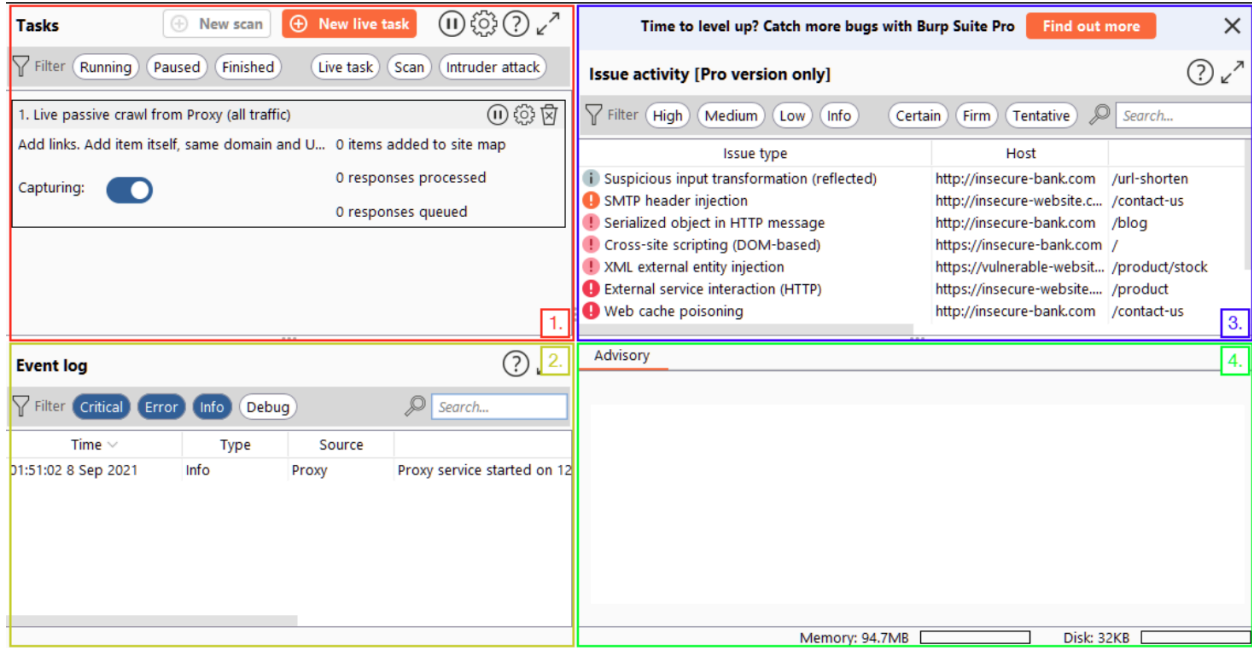 Tasks
New scan
New live task
Filter Running Paused Finished Live task Scan Intruder attack
1. Live passive crawl from Proxy (all traffic)
Add links. Add item itself, same domain and U... 0 items added to site map
0 responses processed
Capturing:
0 responses queued
1.
Event log
2.
Filter Critical Error Info Debug Search...
Time Type Source
01:51:02 8 Sep 2021 Info Proxy Proxy service started on 12
Time to level up? Catch more bugs with Burp Suite Pro Find out more
Issue activity [Pro version only]
Filter High Medium Low Info Certain Firm Tentative Search...
Issue type Host
Suspicious input transformation (reflected) http://insecure-bank.com /url-shorten
SMTP header injection http://insecure-website.c... /contact-us
Serialized object in HTTP message http://insecure-bank.com /blog
Cross-site scripting (DOM-based) https://insecure-bank.com /
XML external entity injection https://vulnerable-websit... /product/stock
External service interaction (HTTP) https://insecure-website.... /product
Web cache poisoning http://insecure-bank.com /contact-us
3.
Advisory
4.
Memory: 94.7MB Disk: 32KB